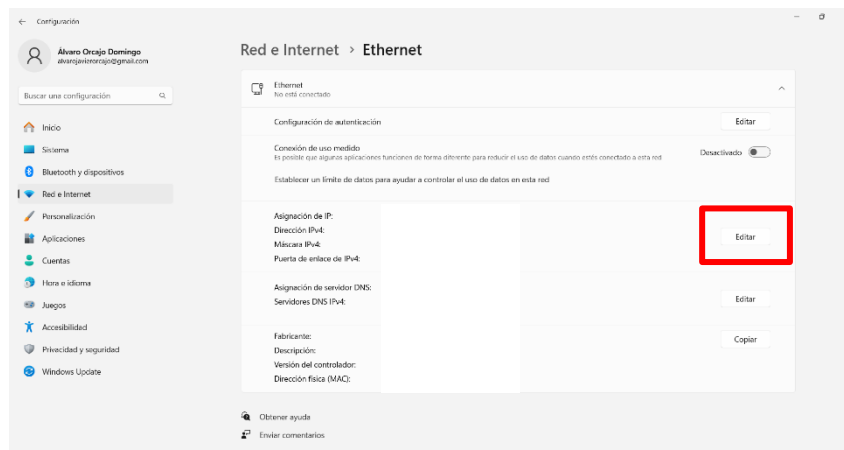 Configuración
Álvaro Orcajo Domingo
alvarojavierorcajo@gmail.com
Buscar una configuración
Inicio
Sistema
Bluetooth y dispositivos
Red e Internet
Personalización
Aplicaciones
Cuentas
Hora e idioma
Juegos
Accesibilidad
Privacidad y seguridad
Windows Update
Red e Internet > Ethernet
Ethernet
No está conectado
Configuración de autenticación
Editar
Conexión de uso medido
Es posible que algunas aplicaciones funcionen de forma diferente para reducir el uso de datos cuando estés conectado a esta red
Desactivado
Establecer un límite de datos para ayudar a controlar el uso de datos en esta red
Asignación de IP:
Dirección IPv4:
Máscara IPv4:
Puerta de enlace de IPv4:
Editar
Asignación de servidor DNS:
Servidores DNS IPv4:
Editar
Fabricante:
Descripción:
Versión del controlador:
Dirección física (MAC):
Copiar
Obtener ayuda
Enviar comentarios